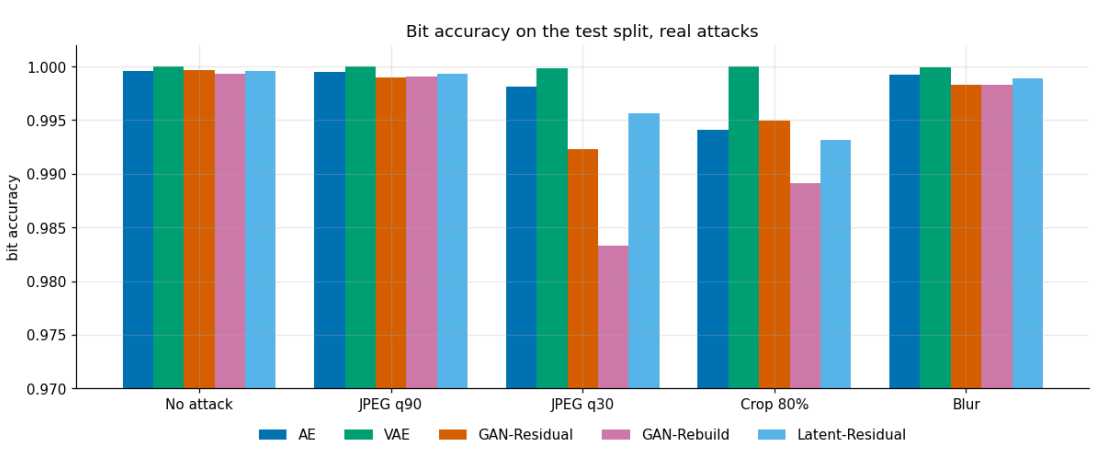 Bit accuracy on the test split, real attacks
bit accuracy
1.000
0.995
0.990
0.985
0.980
0.975
0.970
No attack JPEG q90 JPEG q30 Crop 80% Blur
AE VAE GAN-Residual GAN-Rebuild Latent-Residual